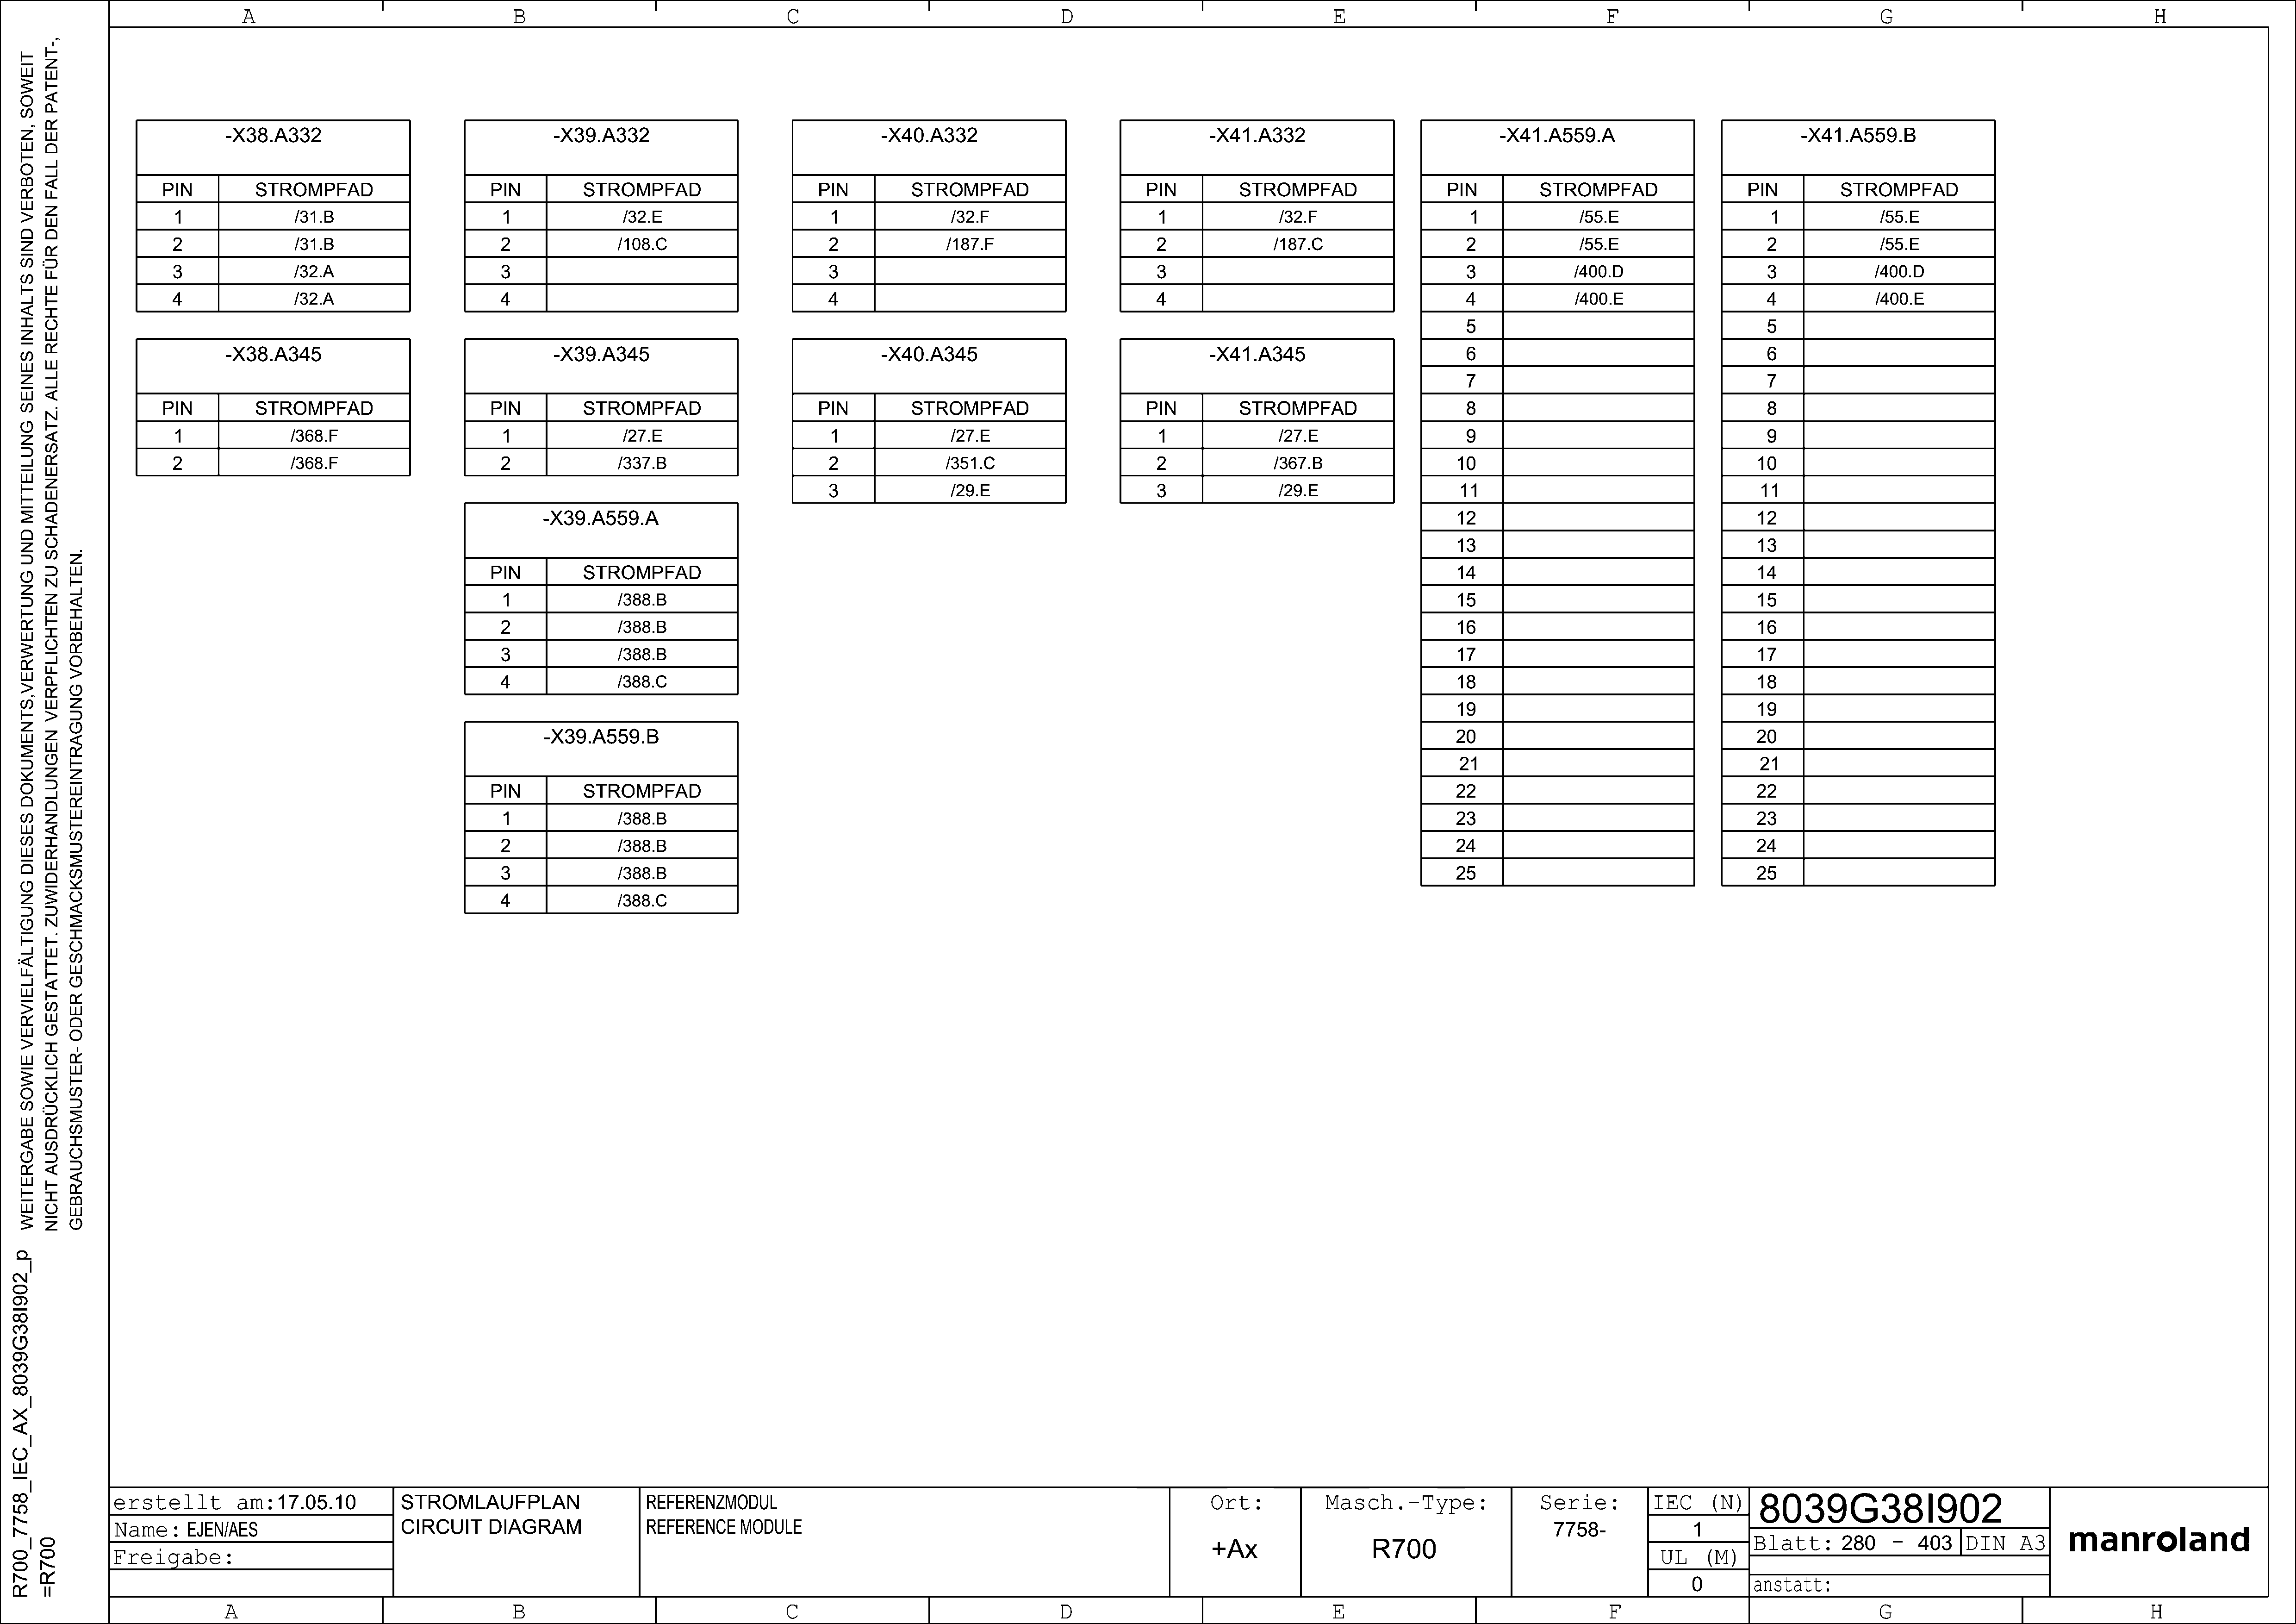 A B C D E F G H
WEITERGABE SOWIE VERVIELFÄLTIGUNG DIESES DOKUMENTS,VERWERTUNG UND MITTEILUNG SEINES INHALTS SIND VERBOTEN, SOWEIT
NICHT AUSDRÜCKLICH GESTATTET. ZUWIDERHANDLUNGEN VERPFLICHTEN ZU SCHADENERSATZ. ALLE RECHTE FÜR DEN FALL DER PATENT-,
GEBRAUCHSMUSTER- ODER GESCHMACKSMUSTEREINTRAGUNG VORBEHALTEN.
R700_7758_IEC_AX_8039G38I902_p
=R700
-X38.A332
PIN STROMPFAD
1 /31.B
2 /31.B
3 /32.A
4 /32.A
-X38.A345
PIN STROMPFAD
1 /368.F
2 /368.F
-X39.A332
PIN STROMPFAD
1 /32.E
2 /108.C
3
4
-X39.A345
PIN STROMPFAD
1 /27.E
2 /337.B
-X39.A559.A
PIN STROMPFAD
1 /388.B
2 /388.B
3 /388.B
4 /388.C
-X39.A559.B
PIN STROMPFAD
1 /388.B
2 /388.B
3 /388.B
4 /388.C
-X40.A332
PIN STROMPFAD
1 /32.F
2 /187.F
3
4
-X40.A345
PIN STROMPFAD
1 /27.E
2 /351.C
3 /29.E
-X41.A332
PIN STROMPFAD
1 /32.F
2 /187.C
3
4
-X41.A345
PIN STROMPFAD
1 /27.E
2 /367.B
3 /29.E
-X41.A559.A
PIN STROMPFAD
1 /55.E
2 /55.E
3 /400.D
4 /400.E
5
6
7
8
9
10
11
12
13
14
15
16
17
18
19
20
21
22
23
24
25
-X41.A559.B
PIN STROMPFAD
1 /55.E
2 /55.E
3 /400.D
4 /400.E
5
6
7
8
9
10
11
12
13
14
15
16
17
18
19
20
21
22
23
24
25
erstellt am:17.05.10
Name: EJEN/AES
Freigabe:
STROMLAUFPLAN
CIRCUIT DIAGRAM
REFERENZMODUL
REFERENCE MODULE
Ort:
+Ax
Masch.-Type:
R700
Serie:
7758-
IEC (N)
1
UL (M)
0
8039G38I902
Blatt: 280 - 403 DIN A3
anstatt:
manroland
A B C D E F G H